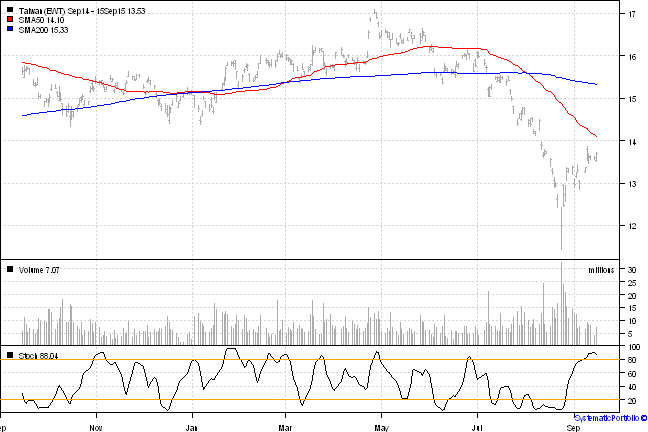 Taiwan (EWT) Sep14 - 15Sep15 13.53
SMA50 14.10
SMA200 15.33
17
16
15
14
13
12
Volume 7.07
millions
30
25
20
15
10
5
Stoch 88.04
100
80
60
40
20
ep
Nov
Jan
Mar
May
Jul
Sep
SystematicPortfolio ©